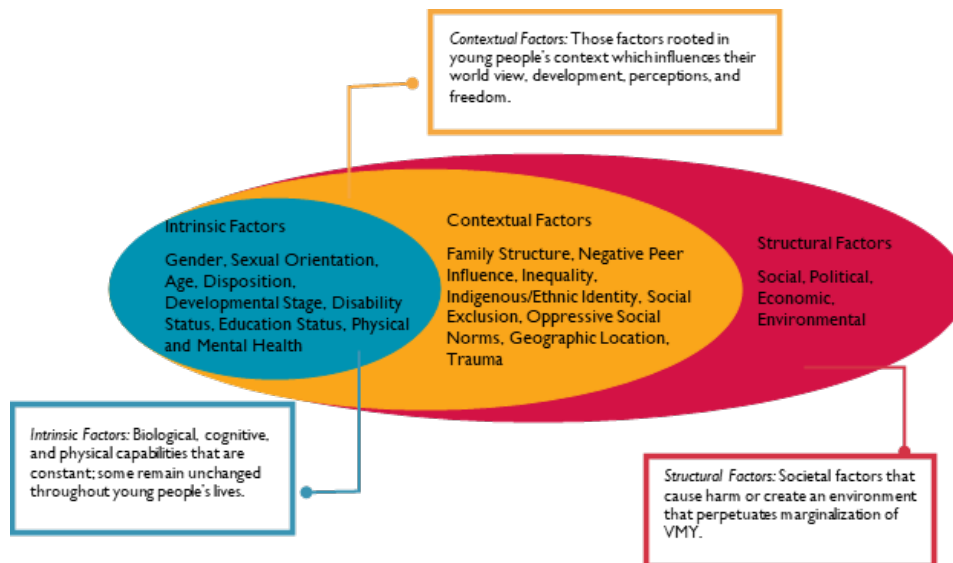 Contextual Factors: Those factors rooted in
young people's context which influences their
world view, development, perceptions, and
freedom.
Intrinsic Factors
Gender, Sexual Orientation,
Age, Disposition,
Developmental Stage, Disability
Status, Education Status, Physical
and Mental Health
Contextual Factors
Family Structure, Negative Peer
Influence, Inequality,
Indigenous/Ethnic Identity, Social
Exclusion, Oppressive Social
Norms, Geographic Location,
Trauma
Structural Factors
Social, Political,
Economic,
Environmental
Intrinsic Factors: Biological, cognitive,
and physical capabilities that are
constant; some remain unchanged
throughout young people's lives.
Structural Factors: Societal factors that
cause harm or create an environment
that perpetuates marginalization of
VMY.